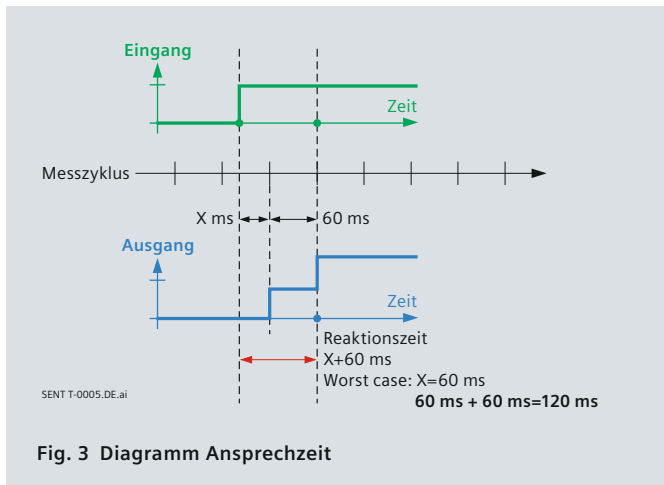 Eingang
Zeit
Messzyklus
X ms
60 ms
Ausgang
Zeit
Reaktionszeit
X+60 ms
Worst case: X=60 ms
60 ms + 60 ms=120 ms
SENT T-0005.DE.ai
Fig. 3 Diagramm Ansprechzeit